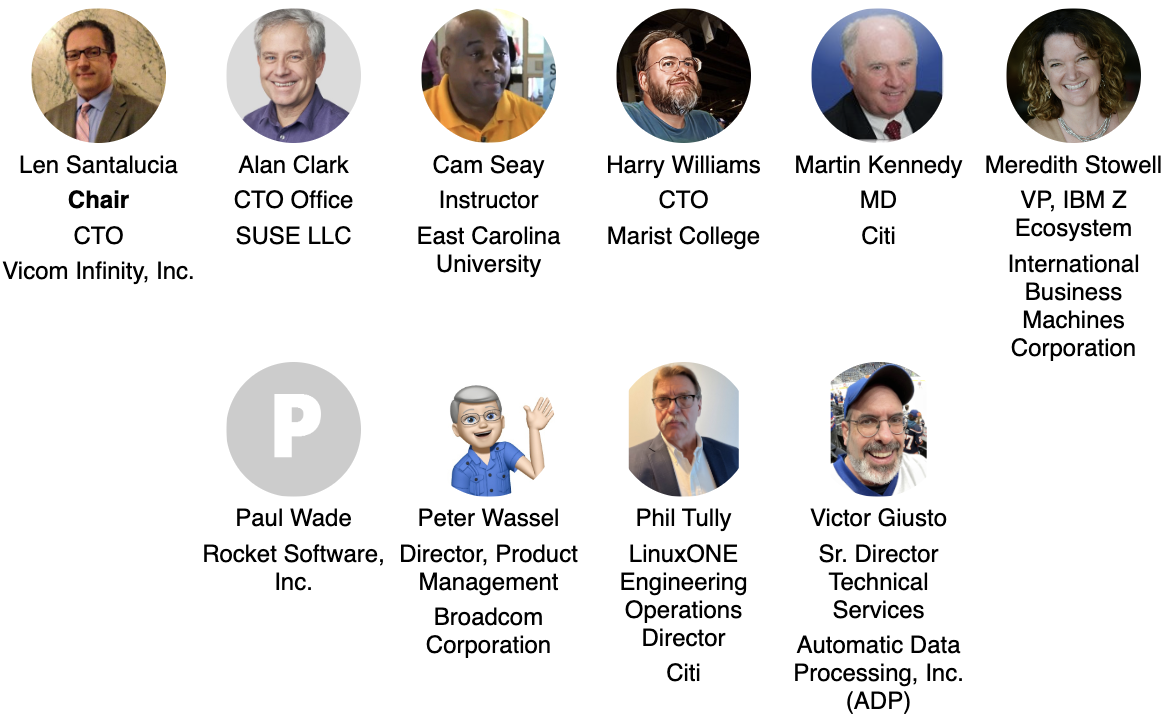 Len Santalucia
Chair
CTO
Vicom Infinity, Inc.
Alan Clark
CTO Office
SUSE LLC
Cam Seay
Instructor
East Carolina
University
Harry Williams
CTO
Marist College
Martin Kennedy
MD
Citi
Meredith Stowell
VP, IBM Z
Ecosystem
International
Business
Machines
Corporation
P
Paul Wade
Rocket Software,
Inc.
Peter Wassel
Director, Product
Management
Broadcom
Corporation
Phil Tully
LinuxONE
Engineering
Operations
Director
Citi
Victor Giusto
Sr. Director
Technical
Services
Automatic Data
Processing, Inc.
(ADP)